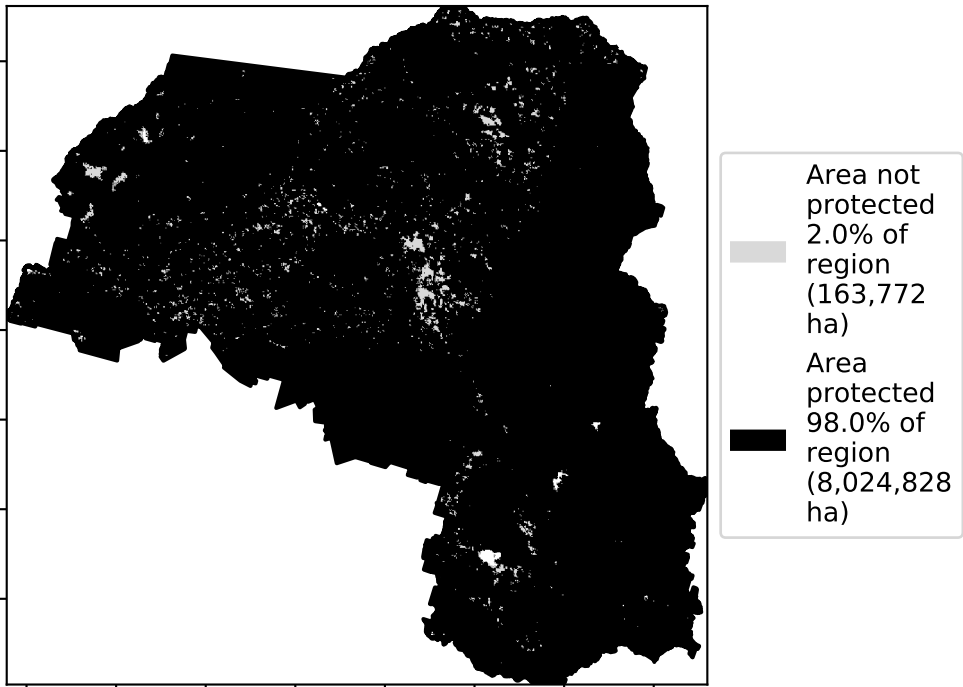 Area not
protected
2.0% of
region
(163,772
ha)
Area
protected
98.0% of
region
(8,024,828
ha)